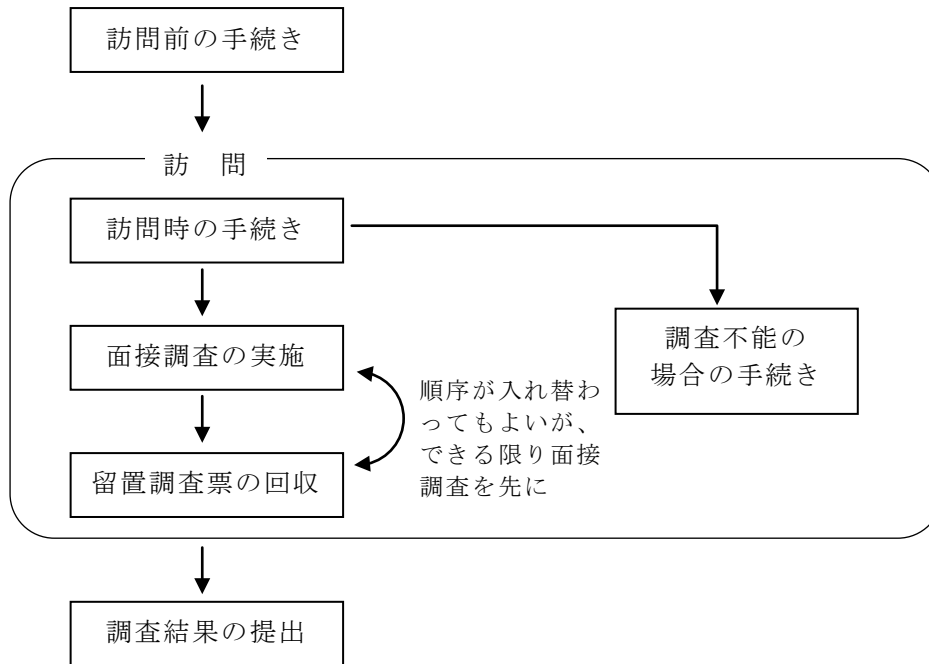 訪問前の手続き
訪　問
訪問時の手続き
面接調査の実施
調査不能の
場合の手続き
順序が入れ替わ
ってもよいが、
できる限り面接
調査を先に
留置調査票の回収
調査結果の提出